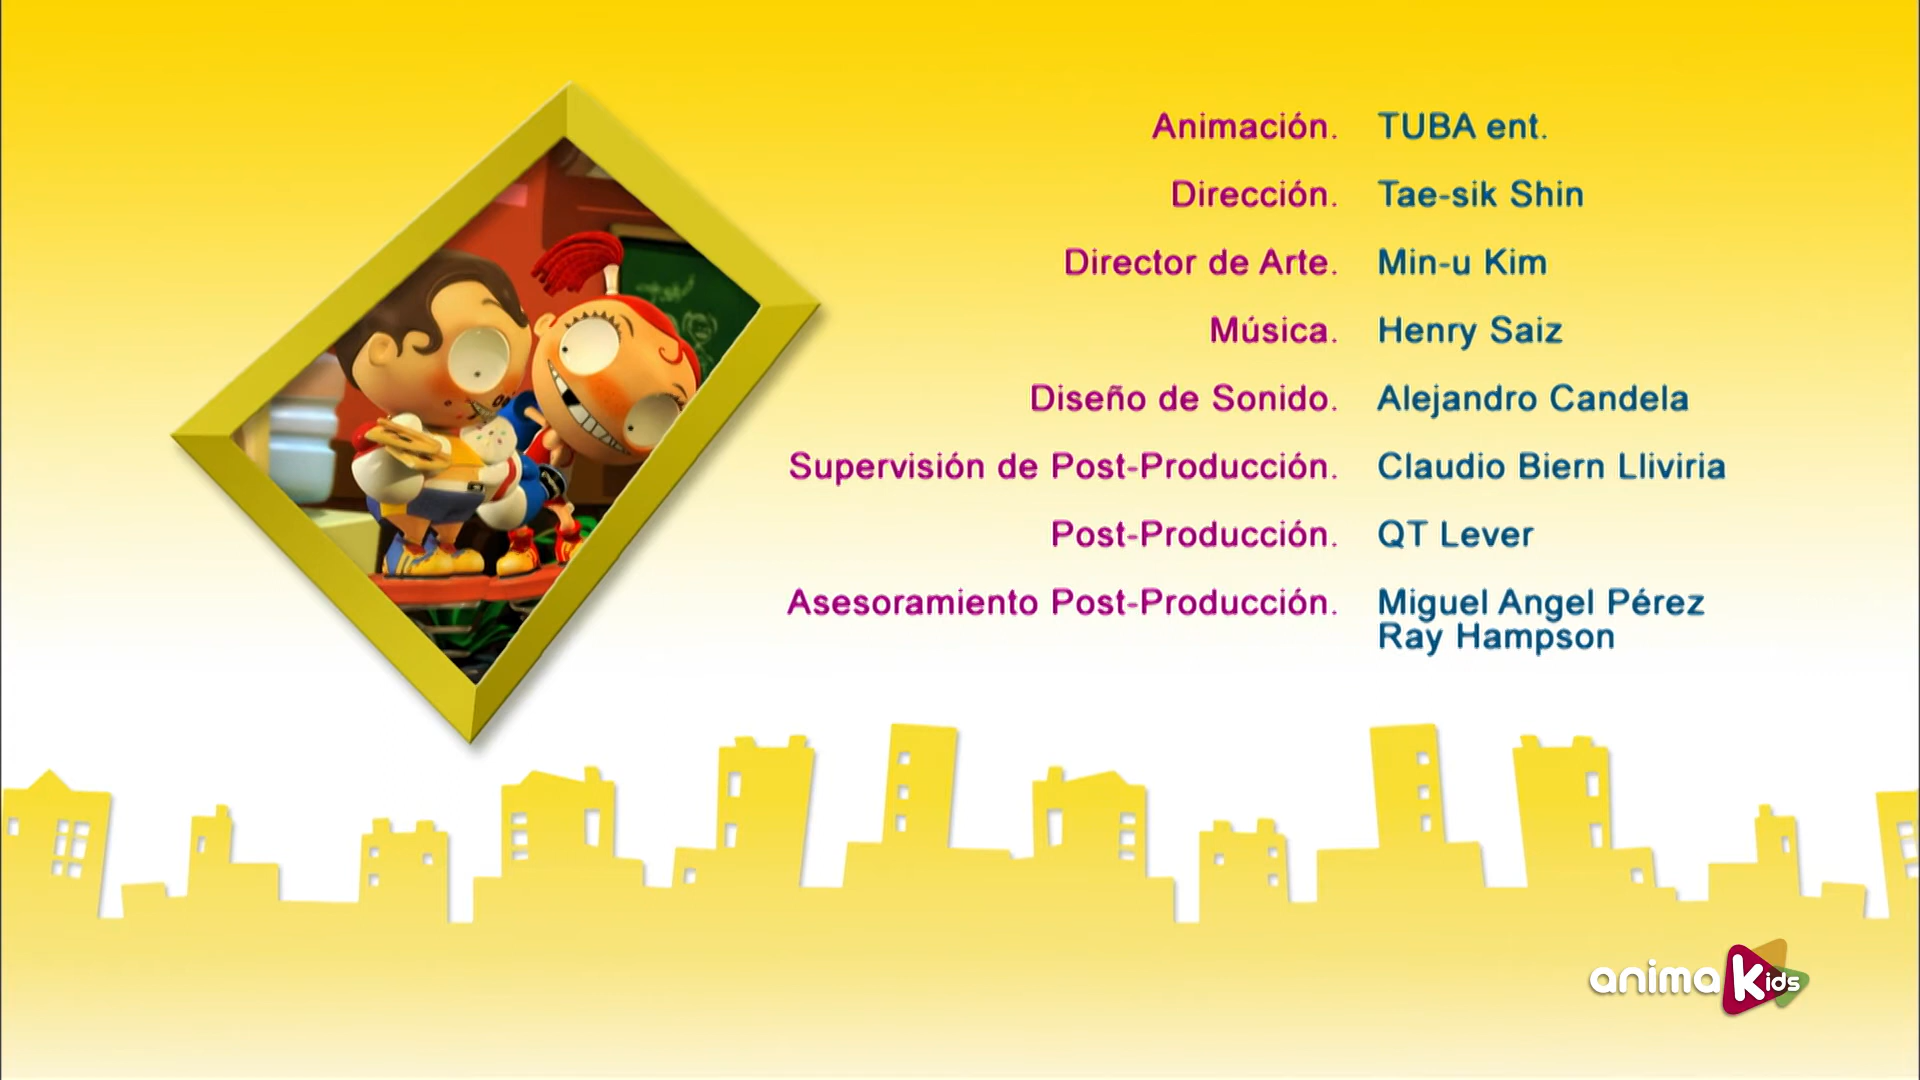 Animación. TUBA ent.
Dirección. Tae-sik Shin
Director de Arte. Min-u Kim
Música. Henry Saiz
Diseño de Sonido. Alejandro Candela
Supervisión de Post-Producción. Claudio Biern Lliviria
Post-Producción. QT Lever
Asesoramiento Post-Producción. Miguel Angel Pérez
Ray Hampson
anima Kids